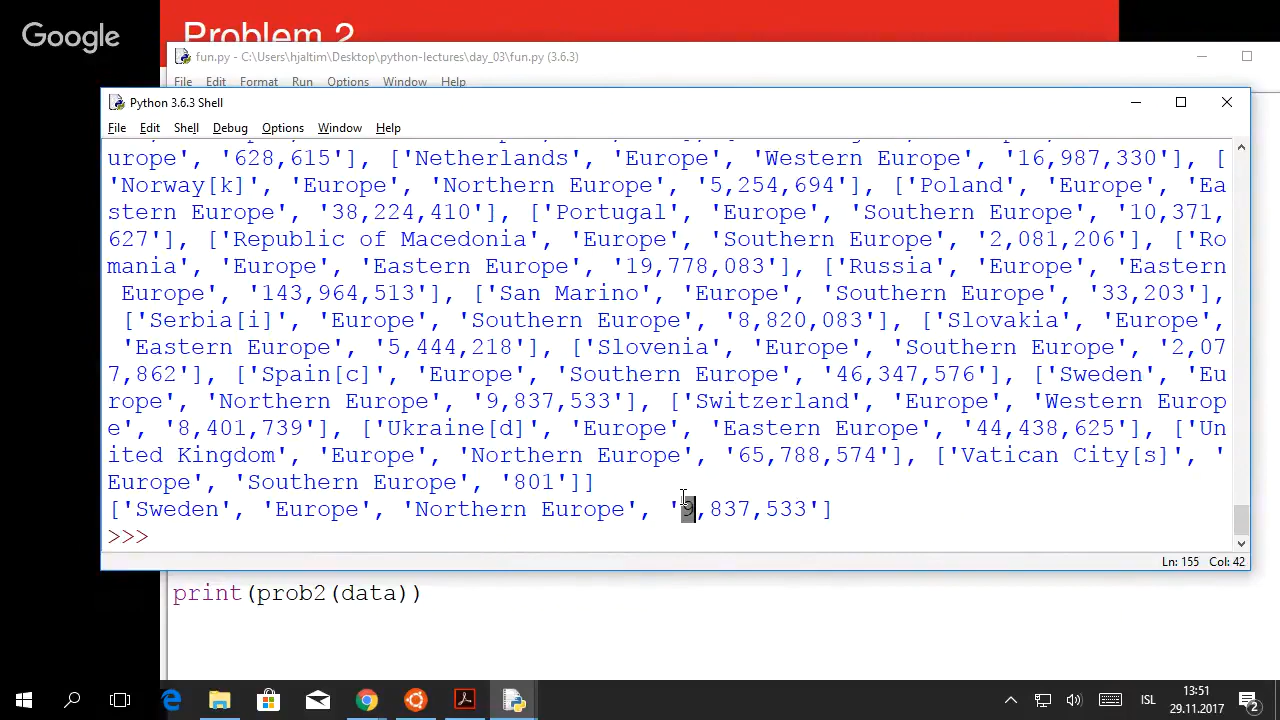 Google
Problem 2
fun.py - C:\Users\hjaltim\Desktop\python-lectures\day_03\fun.py (3.6.3)
File Edit Format Run Options Window Help
Python 3.6.3 Shell
File Edit Shell Debug Options Window Help
urope', '628,615'], ['Netherlands', 'Europe', 'Western Europe', '16,987,330'], [
'Norway[k]', 'Europe', 'Northern Europe', '5,254,694'], ['Poland', 'Europe', 'Ea
stern Europe', '38,224,410'], ['Portugal', 'Europe', 'Southern Europe', '10,371,
627'], ['Republic of Macedonia', 'Europe', 'Southern Europe', '2,081,206'], ['Ro
mania', 'Europe', 'Eastern Europe', '19,778,083'], ['Russia', 'Europe', 'Eastern
Europe', '143,964,513'], ['San Marino', 'Europe', 'Southern Europe', '33,203'],
['Serbia[i]', 'Europe', 'Southern Europe', '8,820,083'], ['Slovakia', 'Europe',
'Eastern Europe', '5,444,218'], ['Slovenia', 'Europe', 'Southern Europe', '2,07
7,862'], ['Spain[c]', 'Europe', 'Southern Europe', '46,347,576'], ['Sweden', 'Eu
rope', 'Northern Europe', '9,837,533'], ['Switzerland', 'Europe', 'Western Europ
e', '8,401,739'], ['Ukraine[d]', 'Europe', 'Eastern Europe', '44,438,625'], ['Un
ited Kingdom', 'Europe', 'Northern Europe', '65,788,574'], ['Vatican City[s]', '
Europe', 'Southern Europe', '801']]
['Sweden', 'Europe', 'Northern Europe', '9,837,533']
>>>
Ln: 155 Col: 42
print(prob2(data))
ISL
13:51
29.11.2017
2